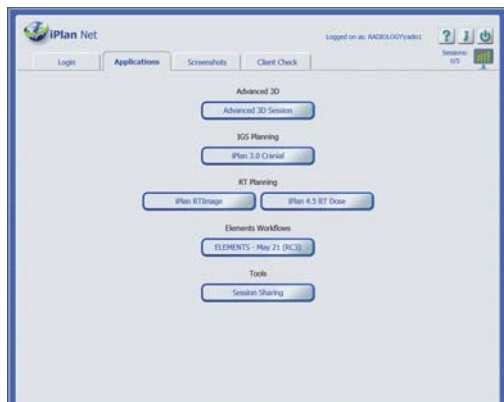 iPlan Net
Logged on as: RADIOLOGY\radio1
? i
Sessions:
0/5
Login Applications Screenshots Client Check
Advanced 3D
Advanced 3D Session
IGS Planning
iPlan 3.0 Cranial
RT Planning
iPlan RTImage iPlan 4.5 RT Dose
Elements Workflows
ELEMENTS - May 21 (RC3)
Tools
Session Sharing